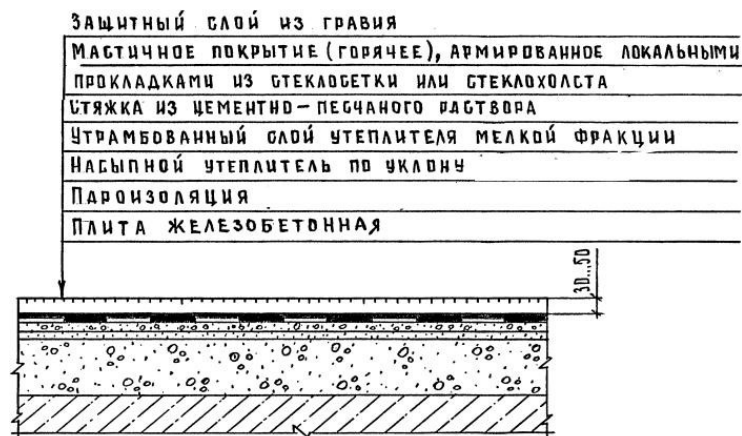 ЗАЩИТНЫЙ СЛОЙ ИЗ ГРАВИЯ
МАСТИЧНОЕ ПОКРЫТИЕ (ГОРЯЧЕЕ), АРМИРОВАННОЕ ЛОКАЛЬНЫМИ
ПРОКЛАДКАМИ ИЗ СТЕКЛОСЕТКИ ИЛИ СТЕКЛОХОЛСТА
СТЯЖКА ИЗ ЦЕМЕНТНО-ПЕСЧАНОГО РАСТВОРА
УТРАМБОВАННЫЙ СЛОЙ УТЕПЛИТЕЛЯ МЕЛКОЙ ФРАКЦИИ
НАСЫПНОЙ УТЕПЛИТЕЛЬ ПО УКЛОНУ
ПАРОИЗОЛЯЦИЯ
ПЛИТА ЖЕЛЕЗОБЕТОННАЯ
30...50